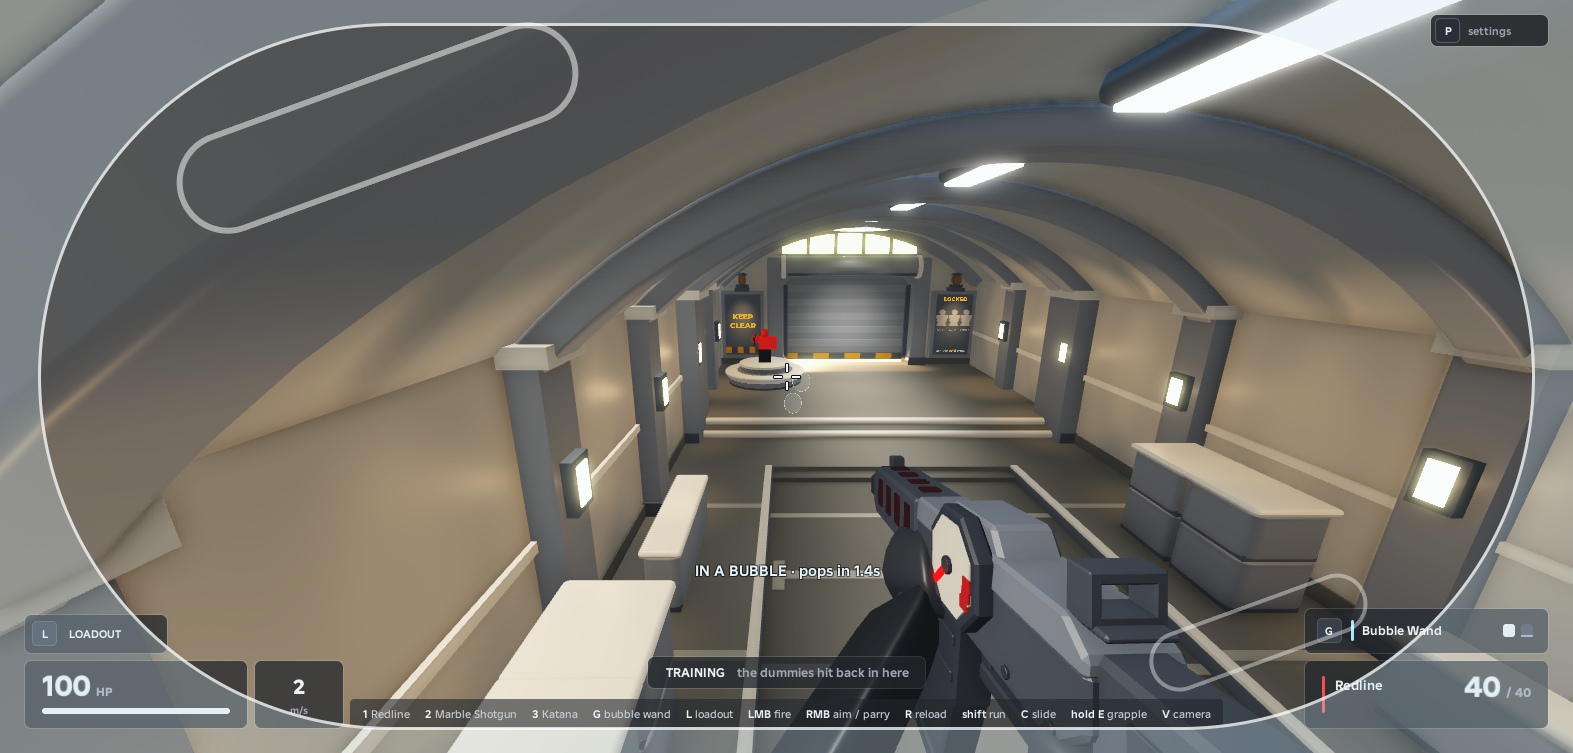 P settings
LOCKED
KEEP
CLEAR
IN A BUBBLE · pops in 1.4s
L LOADOUT
G Bubble Wand
TRAINING the dummies hit back in here
100 HP
2
m/s
Redline
40 / 40
1 Redline 2 Marble Shotgun 3 Katana G bubble wand L loadout LMB fire RMB aim / parry R reload shift run C slide hold E grapple V camera